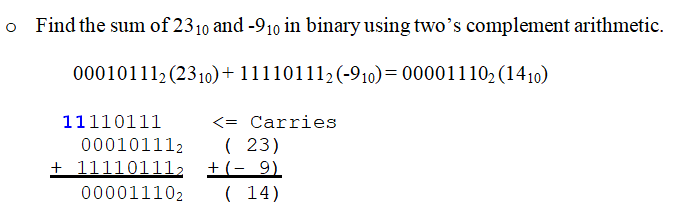 o Find the sum of 23₁₀ and -9₁₀ in binary using two’s complement arithmetic.
00010111₂ (23₁₀) + 11110111₂ (-9₁₀) = 00001110₂ (14₁₀)
11110111 <= Carries
00010111₂ ( 23)
+ 11110111₂ +(- 9)
00001110₂ ( 14)